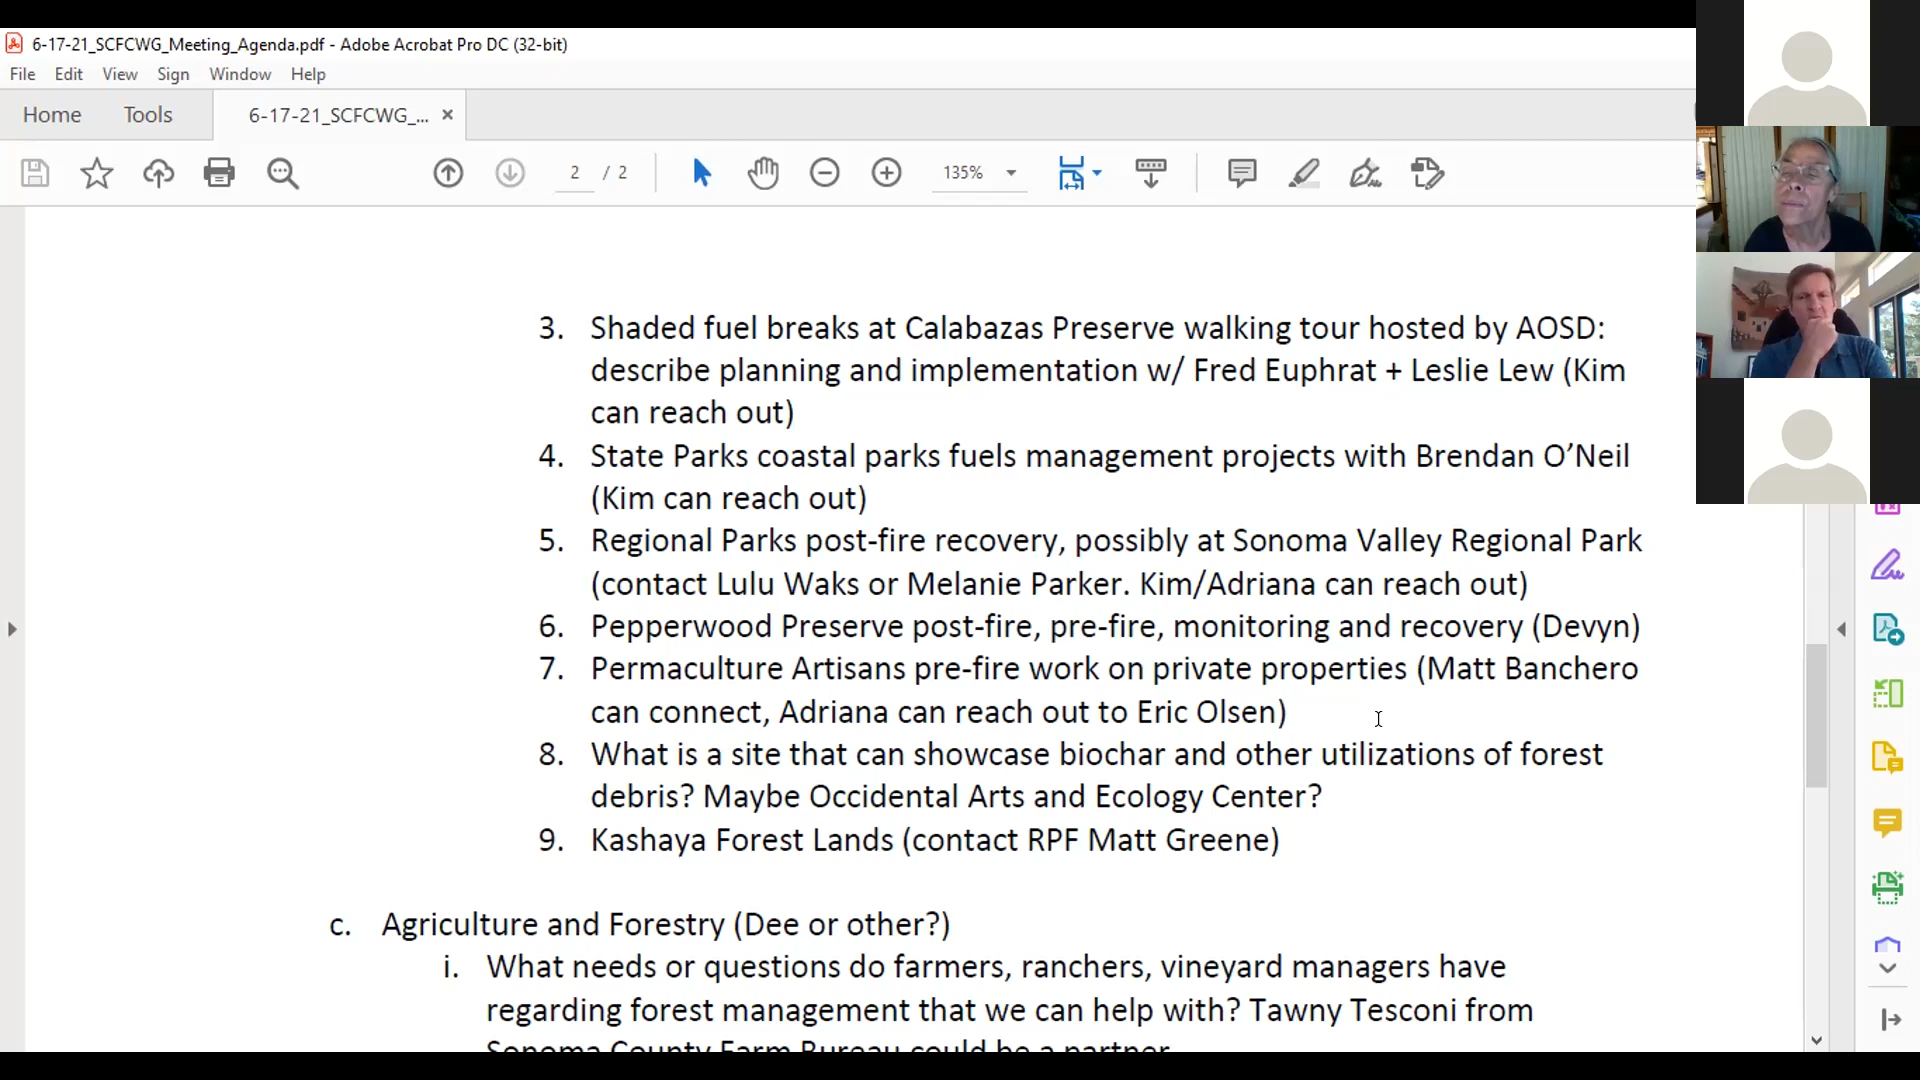 6-17-21_SCFCWG_Meeting_Agenda.pdf - Adobe Acrobat Pro DC (32-bit)
File Edit View Sign Window Help
Home Tools 6-17-21_SCFCWG_... ×
2 / 2 135%
3. Shaded fuel breaks at Calabazas Preserve walking tour hosted by AOSD:
describe planning and implementation w/ Fred Euphrat + Leslie Lew (Kim
can reach out)
4. State Parks coastal parks fuels management projects with Brendan O’Neil
(Kim can reach out)
5. Regional Parks post-fire recovery, possibly at Sonoma Valley Regional Park
(contact Lulu Waks or Melanie Parker. Kim/Adriana can reach out)
6. Pepperwood Preserve post-fire, pre-fire, monitoring and recovery (Devyn)
7. Permaculture Artisans pre-fire work on private properties (Matt Banchero
can connect, Adriana can reach out to Eric Olsen)
8. What is a site that can showcase biochar and other utilizations of forest
debris? Maybe Occidental Arts and Ecology Center?
9. Kashaya Forest Lands (contact RPF Matt Greene)
c. Agriculture and Forestry (Dee or other?)
i. What needs or questions do farmers, ranchers, vineyard managers have
regarding forest management that we can help with? Tawny Tesconi from
Sonoma County Farm Bureau could be a partner